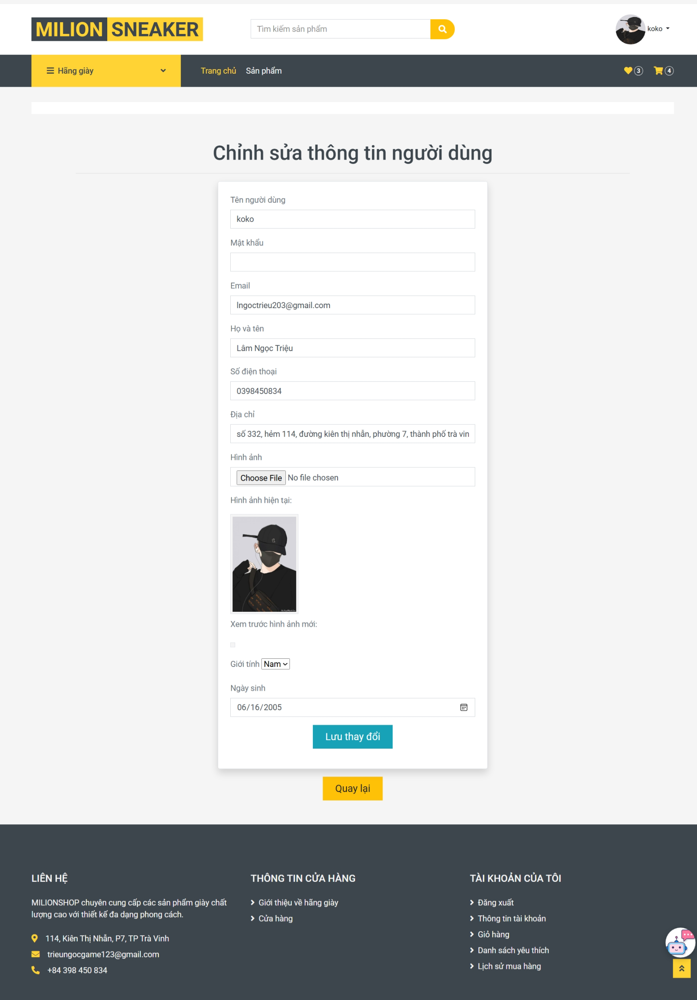 MILION SNEAKER
Tìm kiếm sản phẩm
koko
Hãng giày
Trang chủ
Sản phẩm
3
4
Chỉnh sửa thông tin người dùng
Tên người dùng
koko
Mật khẩu
Email
lngoctrieu203@gmail.com
Họ và tên
Lâm Ngọc Triệu
Số điện thoại
0398450834
Địa chỉ
số 332, hẻm 114, đường kiên thị nhẫn, phường 7, thành phố trà vin
Hình ảnh
Choose File No file chosen
Hình ảnh hiện tại:
Xem trước hình ảnh mới:
Giới tính Nam
Ngày sinh
06/16/2005
Lưu thay đổi
Quay lại
LIÊN HỆ
MILIONSHOP chuyên cung cấp các sản phẩm giày chất
lượng cao với thiết kế đa dạng phong cách.
114, Kiên Thị Nhẫn, P7, TP Trà Vinh
trieungocgame123@gmail.com
+84 398 450 834
THÔNG TIN CỬA HÀNG
Giới thiệu về hãng giày
Cửa hàng
TÀI KHOẢN CỦA TÔI
Đăng xuất
Thông tin tài khoản
Giỏ hàng
Danh sách yêu thích
Lịch sử mua hàng